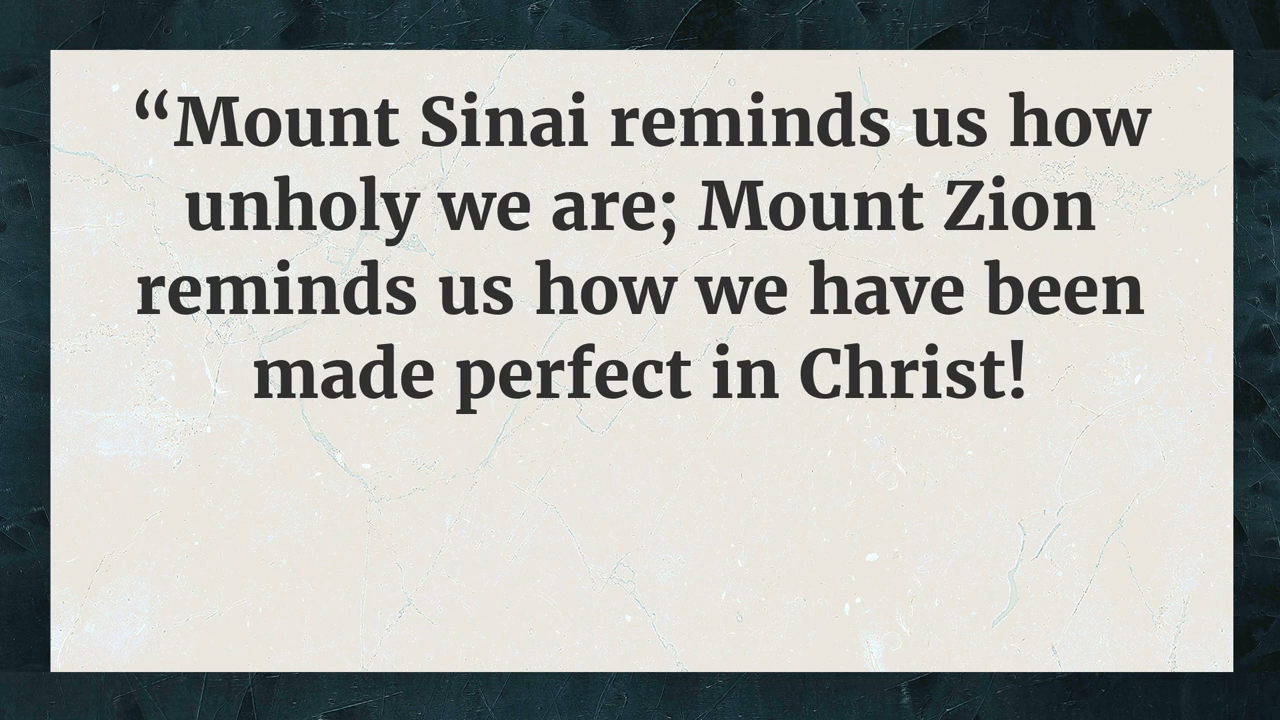 “Mount Sinai reminds us how
unholy we are; Mount Zion
reminds us how we have been
made perfect in Christ!